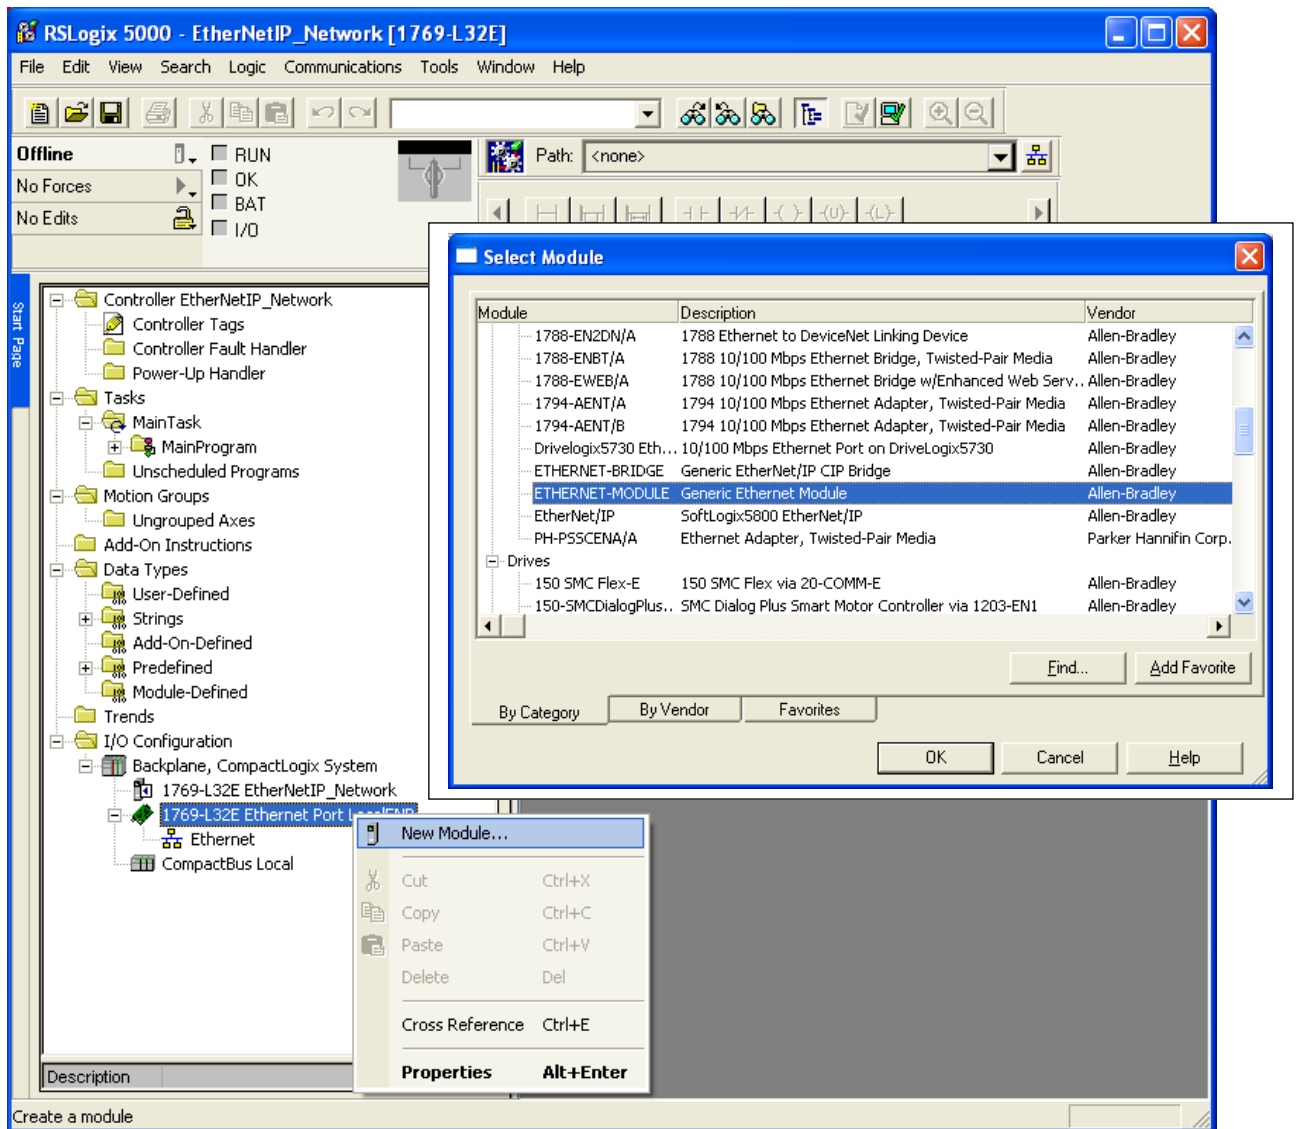 RSLogix 5000 - EtherNetIP_Network [1769-L32E]
File Edit View Search Logic Communications Tools Window Help
Offline
RUN
Path: <none>
No Forces
OK
BAT
No Edits
I/O
-(U)- -(L)-
Start Page
Controller EtherNetIP_Network
Controller Tags
Controller Fault Handler
Power-Up Handler
Tasks
MainTask
MainProgram
Unscheduled Programs
Motion Groups
Ungrouped Axes
Add-On Instructions
Data Types
User-Defined
Strings
Add-On-Defined
Predefined
Module-Defined
Trends
I/O Configuration
Backplane, CompactLogix System
1769-L32E EtherNetIP_Network
1769-L32E Ethernet Port LocalENB
Ethernet
CompactBus Local
Description
Create a module
Select Module
Module Description Vendor
1788-EN2DN/A 1788 Ethernet to DeviceNet Linking Device Allen-Bradley
1788-ENBT/A 1788 10/100 Mbps Ethernet Bridge, Twisted-Pair Media Allen-Bradley
1788-EWEB/A 1788 10/100 Mbps Ethernet Bridge w/Enhanced Web Serv.. Allen-Bradley
1794-AENT/A 1794 10/100 Mbps Ethernet Adapter, Twisted-Pair Media Allen-Bradley
1794-AENT/B 1794 10/100 Mbps Ethernet Adapter, Twisted-Pair Media Allen-Bradley
Drivelogix5730 Eth... 10/100 Mbps Ethernet Port on DriveLogix5730 Allen-Bradley
ETHERNET-BRIDGE Generic EtherNet/IP CIP Bridge Allen-Bradley
ETHERNET-MODULE Generic Ethernet Module Allen-Bradley
EtherNet/IP SoftLogix5800 EtherNet/IP Allen-Bradley
PH-PSSCENA/A Ethernet Adapter, Twisted-Pair Media Parker Hannifin Corp.
Drives
150 SMC Flex-E 150 SMC Flex via 20-COMM-E Allen-Bradley
150-SMCDialogPlus.. SMC Dialog Plus Smart Motor Controller via 1203-EN1 Allen-Bradley
Find... Add Favorite
By Category By Vendor Favorites
OK Cancel Help
New Module...
Cut Ctrl+X
Copy Ctrl+C
Paste Ctrl+V
Delete Del
Cross Reference Ctrl+E
Properties Alt+Enter